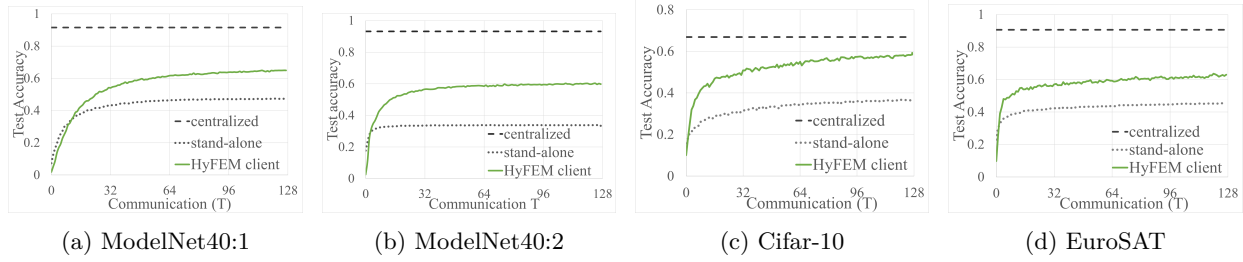 1
0.8
0.6
0.4
0.2
0
Test Accuracy
centralized
stand-alone
HyFEM client
0 32 64 96 128
Communication (T)
(a) ModelNet40:1
1
0.8
0.6
0.4
0.2
0
Test Accuracy
centralized
stand-alone
HyFEM client
0 32 64 96 128
Communication T
(b) ModelNet40:2
0.8
0.6
0.4
0.2
0
Test Accuracy
centralized
stand-alone
HyFEM client
0 32 64 96 128
Communication (T)
(c) Cifar-10
1
0.8
0.6
0.4
0.2
0
Test Accuracy
centralized
stand-alone
HyFEM client
0 32 64 96 128
Communication (T)
(d) EuroSAT